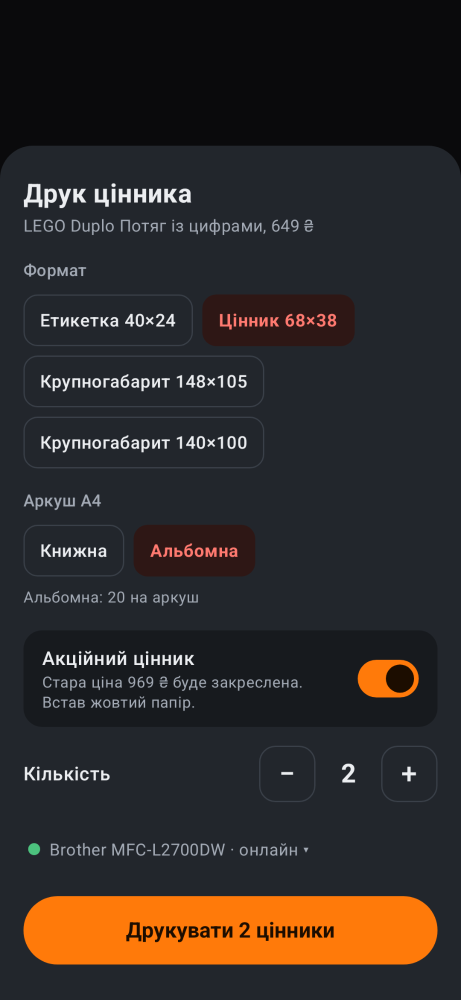 Друк цінника
LEGO Duplo Потяг із цифрами, 649 ₴
Формат
Етикетка 40×24
Цінник 68×38
Крупногабарит 148×105
Крупногабарит 140×100
Аркуш А4
Книжна
Альбомна
Альбомна: 20 на аркуш
Акційний цінник
Стара ціна 969 ₴ буде закреслена.
Встав жовтий папір.
Кількість
− 2 +
Brother MFC-L2700DW · онлайн ▾
Друкувати 2 цінники